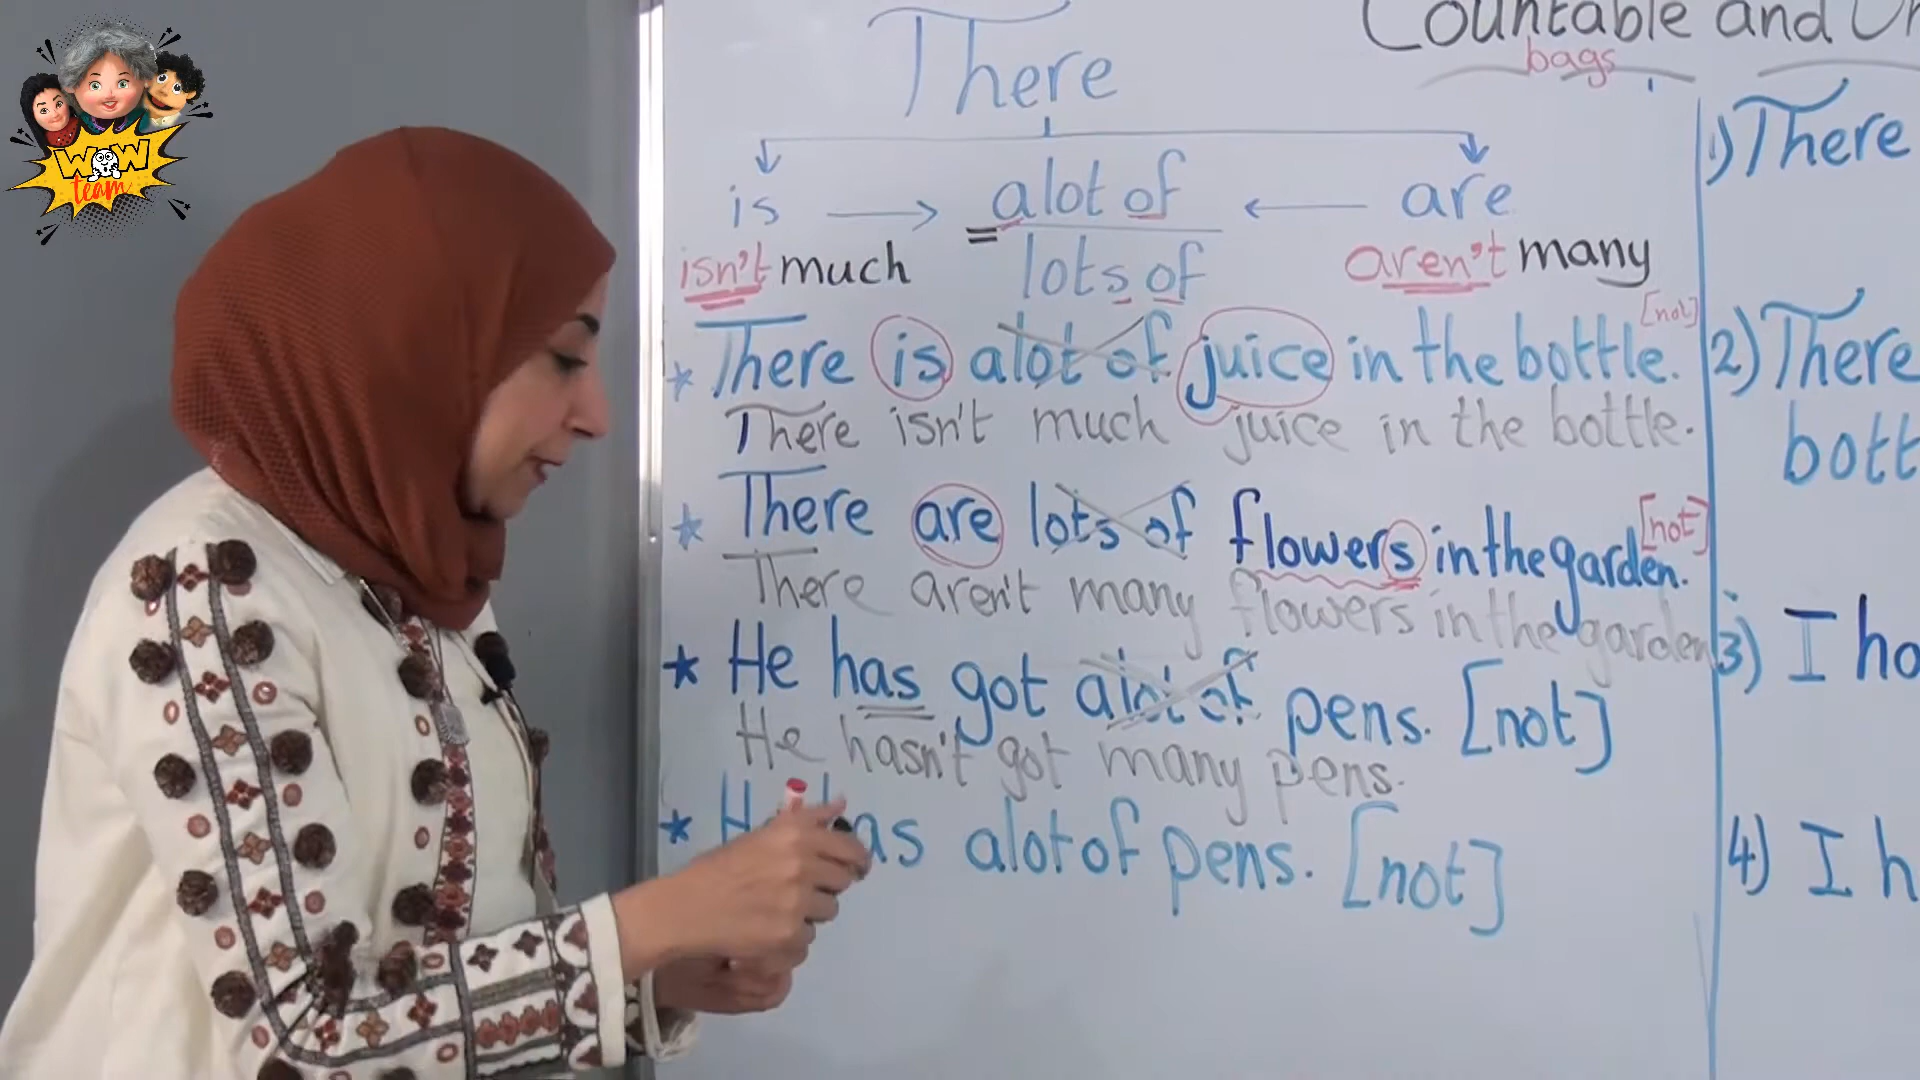 WOW
team
Countable and Un
bags
There
is → alot of ← are
= lots of
isn't much
aren't many
There is alot of juice in the bottle. [not]
There isn't much juice in the bottle.
There are lots of flowers in the garden. [not]
There aren't many flowers in the garden
He has got alot of pens. [not]
He hasn't got many pens.
alot of pens. [not]
1) There
2) There
bott
3) I ha
4) I h